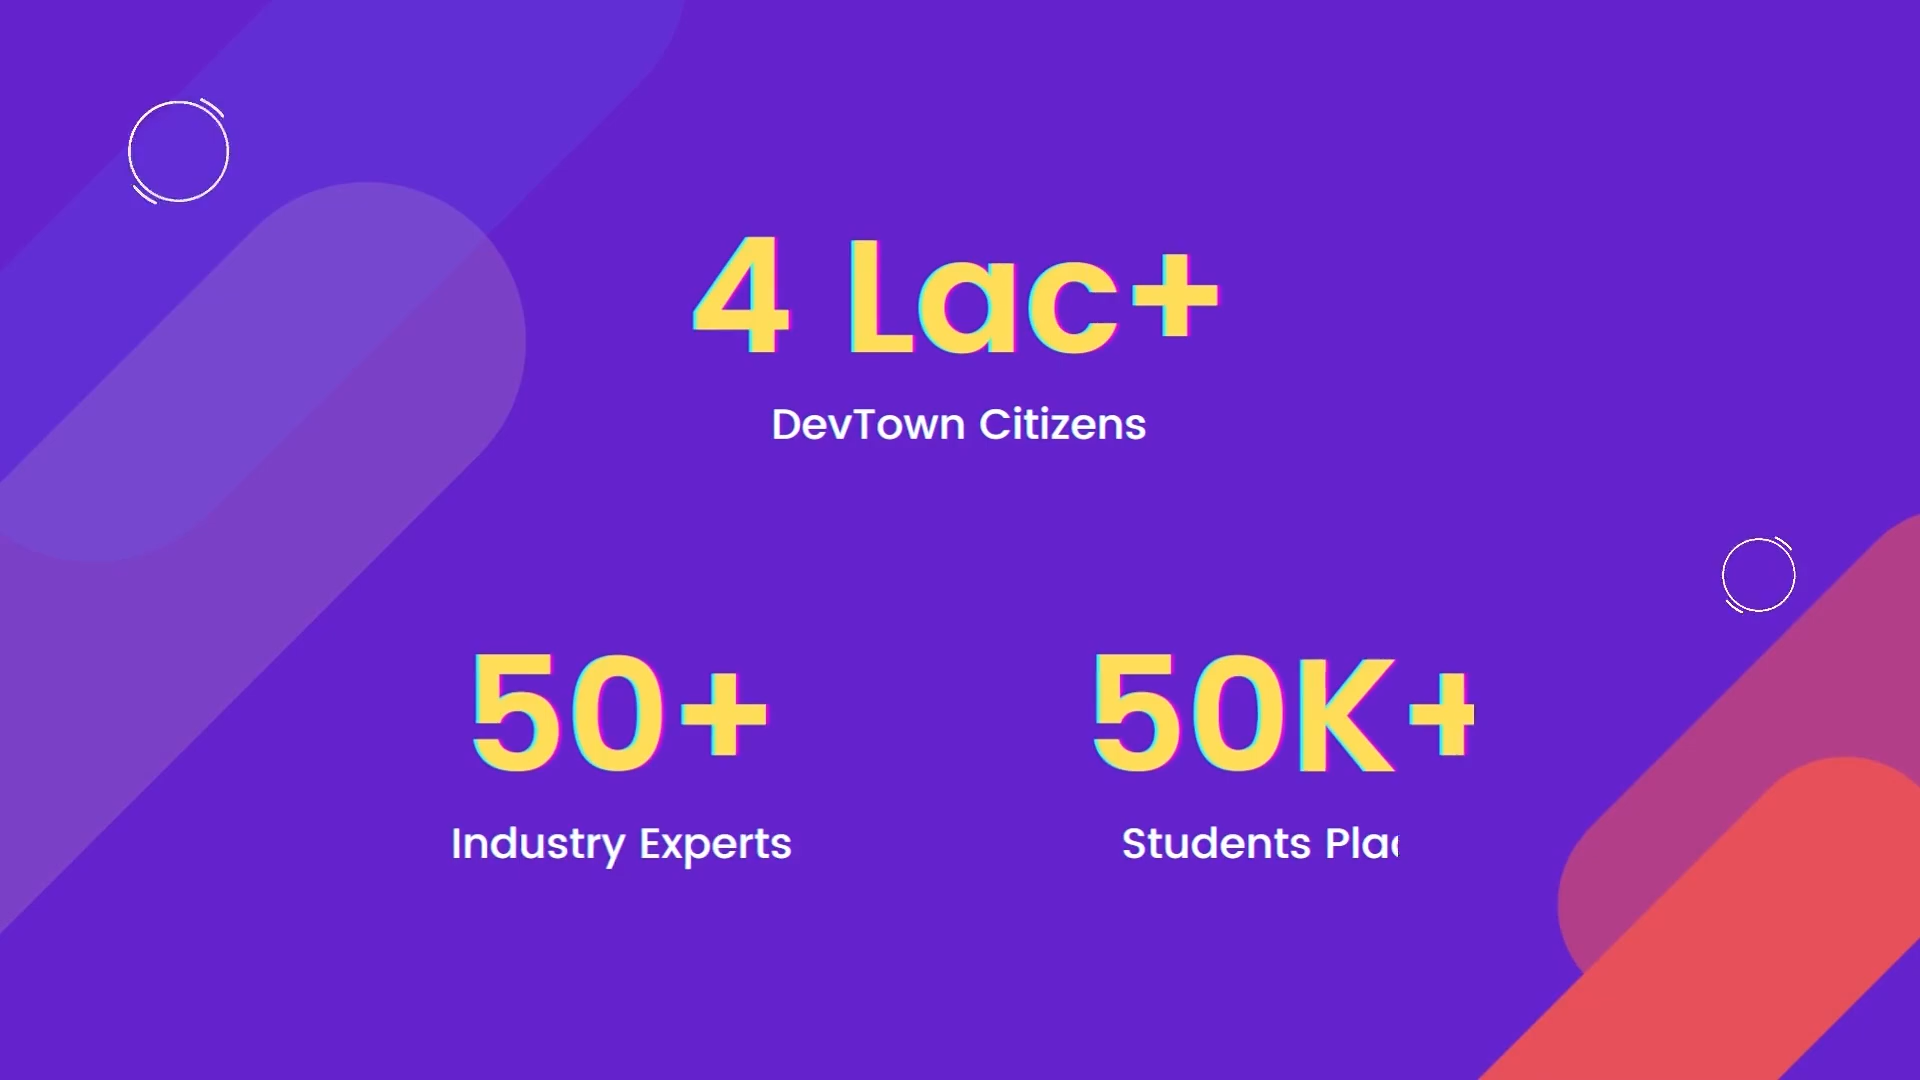 4 Lac+
DevTown Citizens
50+
Industry Experts
50K+
Students